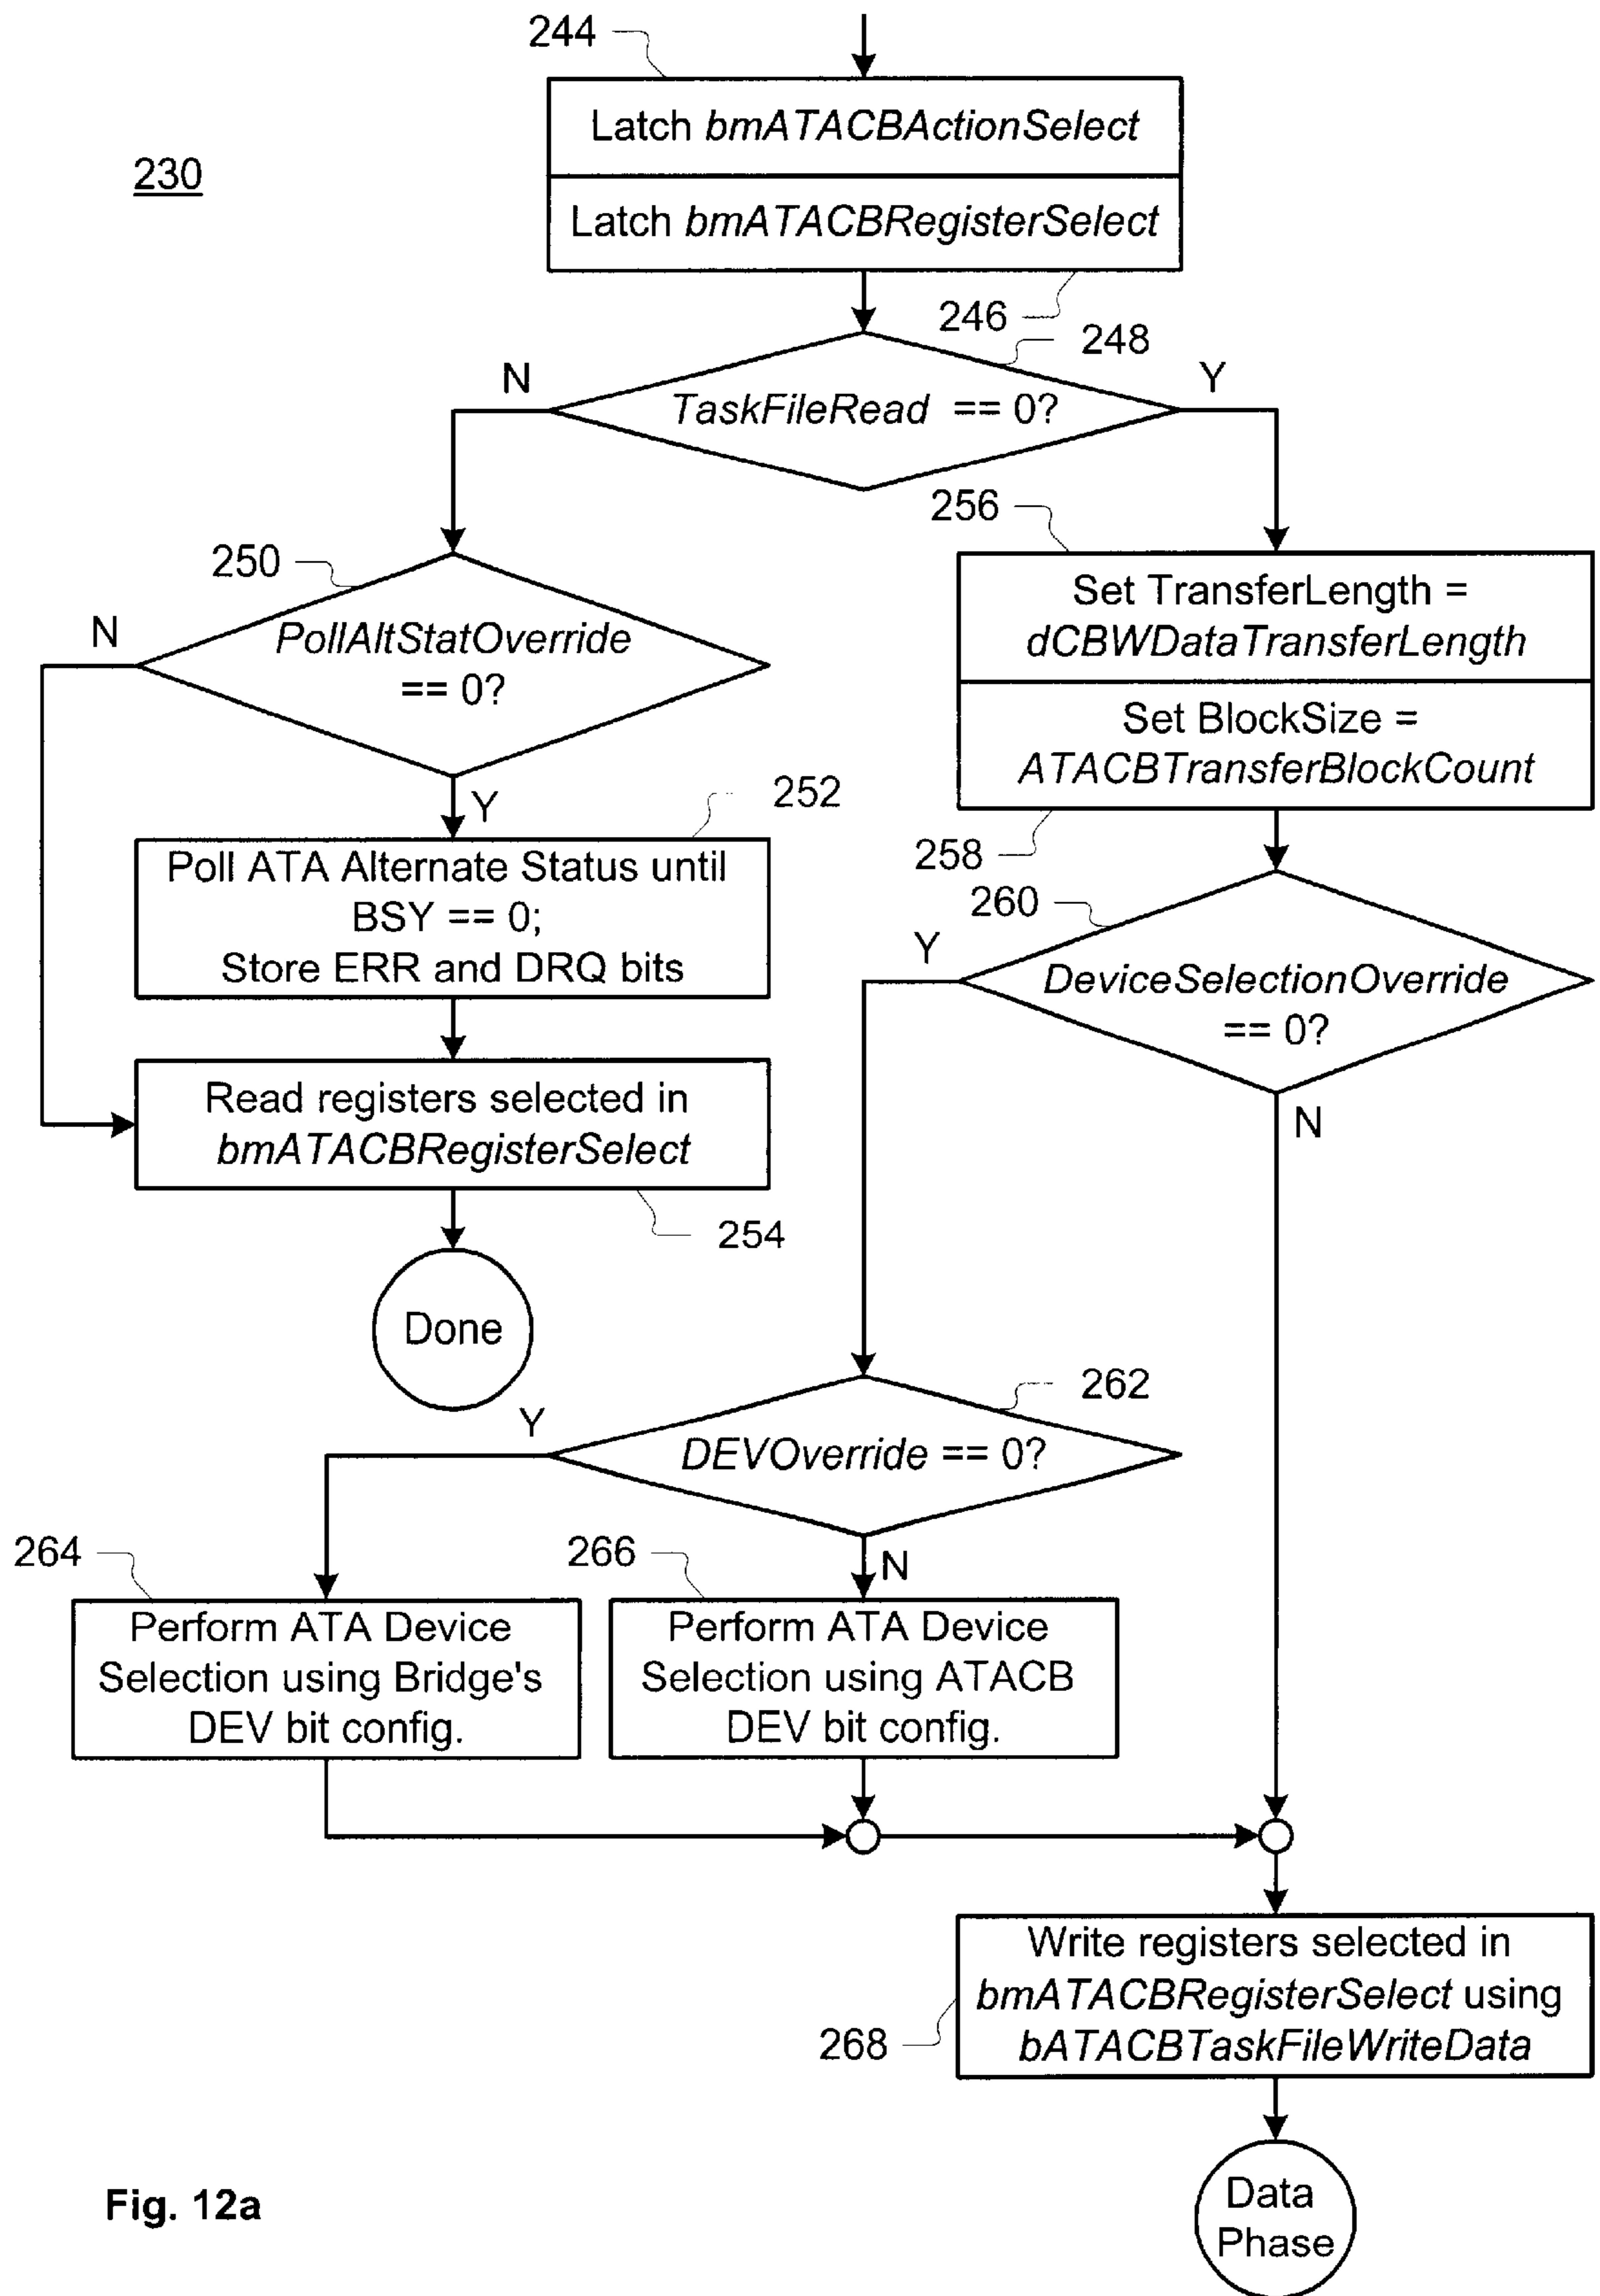 244
Latch bmATACBActionSelect
230
Latch bmATACBRegisterSelect
246
248
N
Y
TaskFileRead == 0?
256
250
Set TransferLength =
dCBWDataTransferLength
N
PollAltStatOverride
== 0?
Set BlockSize =
ATACBTransferBlockCount
Y
252
258
Poll ATA Alternate Status until
BSY == 0;
Store ERR and DRQ bits
260
Y
DeviceSelectionOverride
== 0?
Read registers selected in
bmATACBRegisterSelect
N
254
Done
262
Y
DEVOverride == 0?
264
266
N
Perform ATA Device
Selection using Bridge's
DEV bit config.
Perform ATA Device
Selection using ATACB
DEV bit config.
Write registers selected in
bmATACBRegisterSelect using
bATACBTaskFileWriteData
268
Fig. 12a
Data
Phase